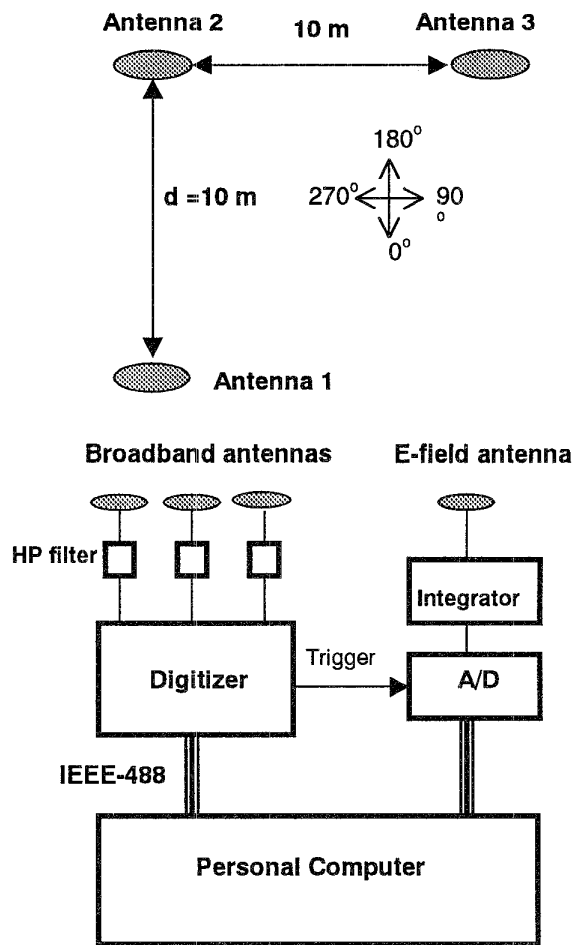 Antenna 2
10 m
Antenna 3
180°
d =10 m
270°
90
°
0°
Antenna 1
Broadband antennas
E-field antenna
HP filter
Integrator
Digitizer
Trigger
A/D
IEEE-488
Personal Computer